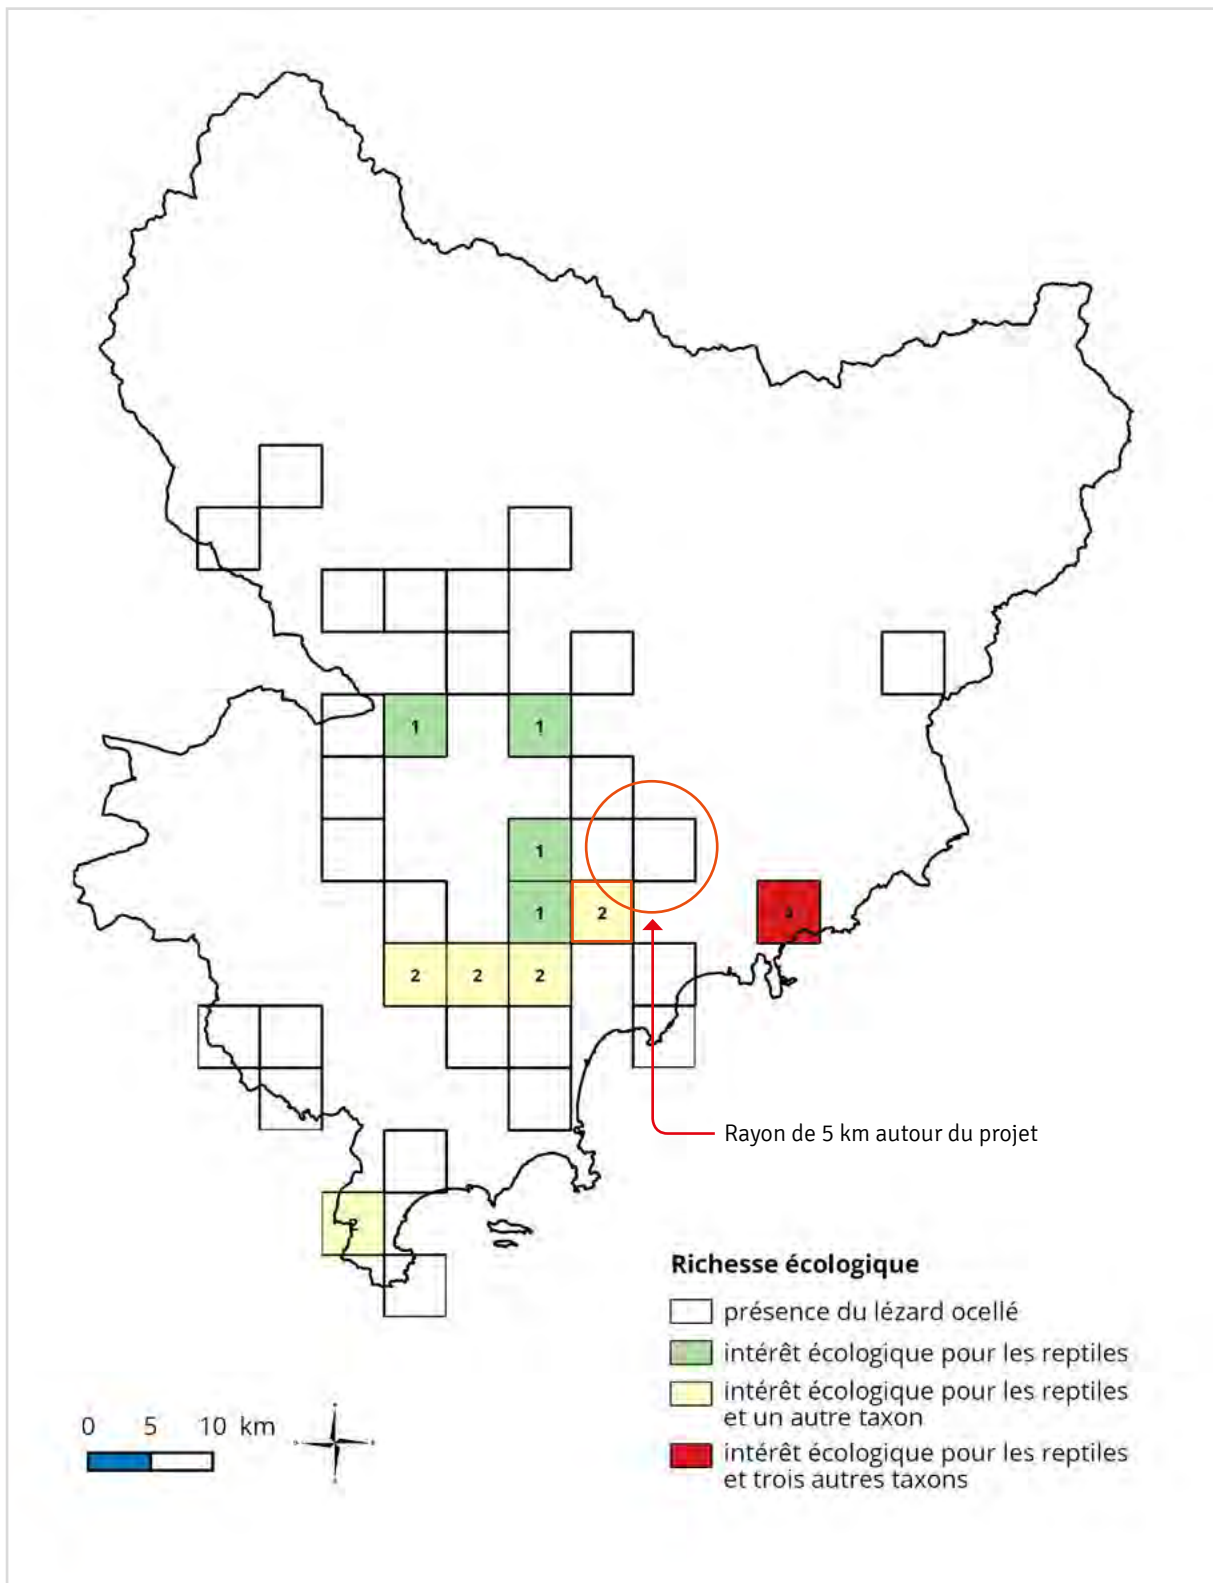 1
1
1
1
2
2
2
2
Rayon de 5 km autour du projet
2
Richesse écologique
présence du lézard ocellé
intérêt écologique pour les reptiles
intérêt écologique pour les reptiles
et un autre taxon
intérêt écologique pour les reptiles
et trois autres taxons
0 5 10 km